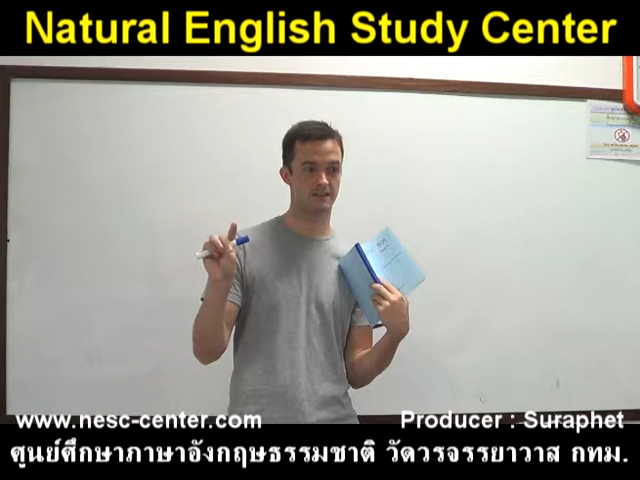 Natural English Study Center
www.nesc-center.com
Producer : Suraphet
ศูนย์ศึกษาภาษาอังกฤษธรรมชาติ วัดวรจรรยาวาส กทม.